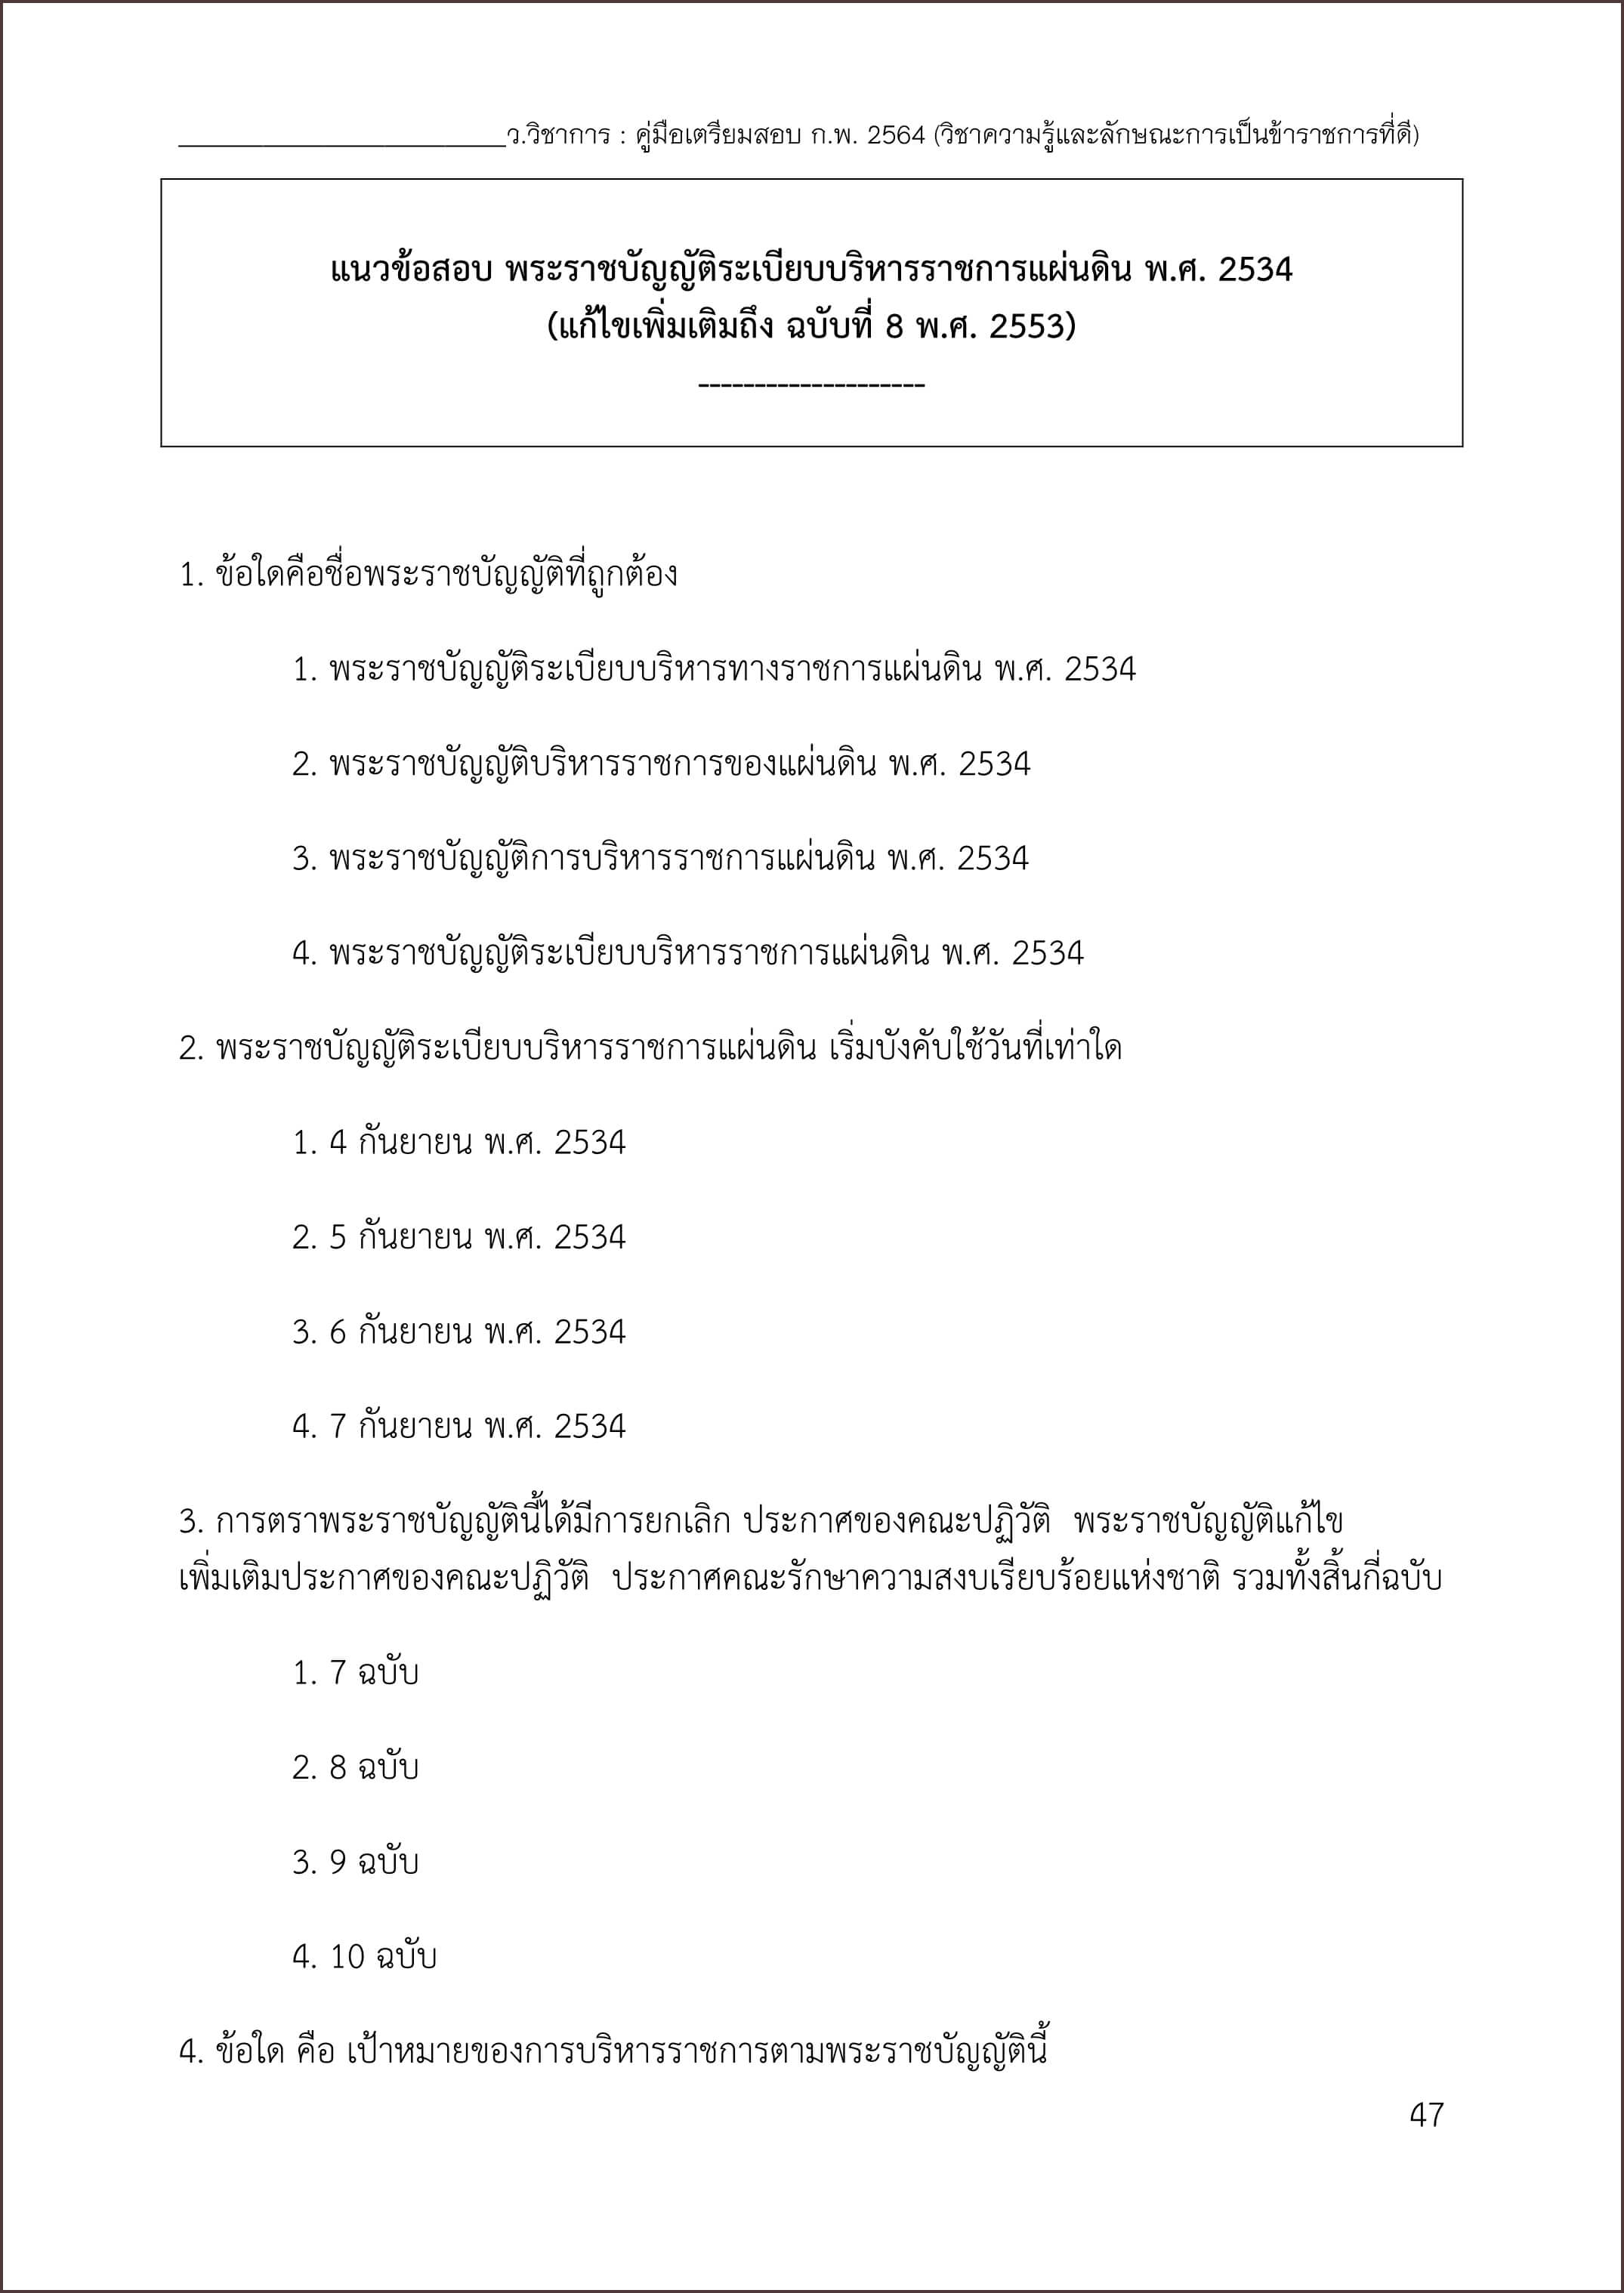 __________________________ว.วิชาการ : คู่มือเตรียมสอบ ก.พ. 2564 (วิชาความรู้และลักษณะการเป็นข้าราชการที่ดี)
แนวข้อสอบ พระราชบัญญัติระเบียบบริหารราชการแผ่นดิน พ.ศ. 2534
(แก้ไขเพิ่มเติมถึง ฉบับที่ 8 พ.ศ. 2553)
--------------------
1. ข้อใดคือชื่อพระราชบัญญัติที่ถูกต้อง
1. พระราชบัญญัติระเบียบบริหารทางราชการแผ่นดิน พ.ศ. 2534
2. พระราชบัญญัติบริหารราชการของแผ่นดิน พ.ศ. 2534
3. พระราชบัญญัติการบริหารราชการแผ่นดิน พ.ศ. 2534
4. พระราชบัญญัติระเบียบบริหารราชการแผ่นดิน พ.ศ. 2534
2. พระราชบัญญัติระเบียบบริหารราชการแผ่นดิน เริ่มบังคับใช้วันที่เท่าใด
1. 4 กันยายน พ.ศ. 2534
2. 5 กันยายน พ.ศ. 2534
3. 6 กันยายน พ.ศ. 2534
4. 7 กันยายน พ.ศ. 2534
3. การตราพระราชบัญญัตินี้ได้มีการยกเลิก ประกาศของคณะปฏิวัติ  พระราชบัญญัติแก้ไข
เพิ่มเติมประกาศของคณะปฏิวัติ  ประกาศคณะรักษาความสงบเรียบร้อยแห่งชาติ รวมทั้งสิ้นกี่ฉบับ
1. 7 ฉบับ
2. 8 ฉบับ
3. 9 ฉบับ
4. 10 ฉบับ
4. ข้อใด คือ เป้าหมายของการบริหารราชการตามพระราชบัญญัตินี้
47